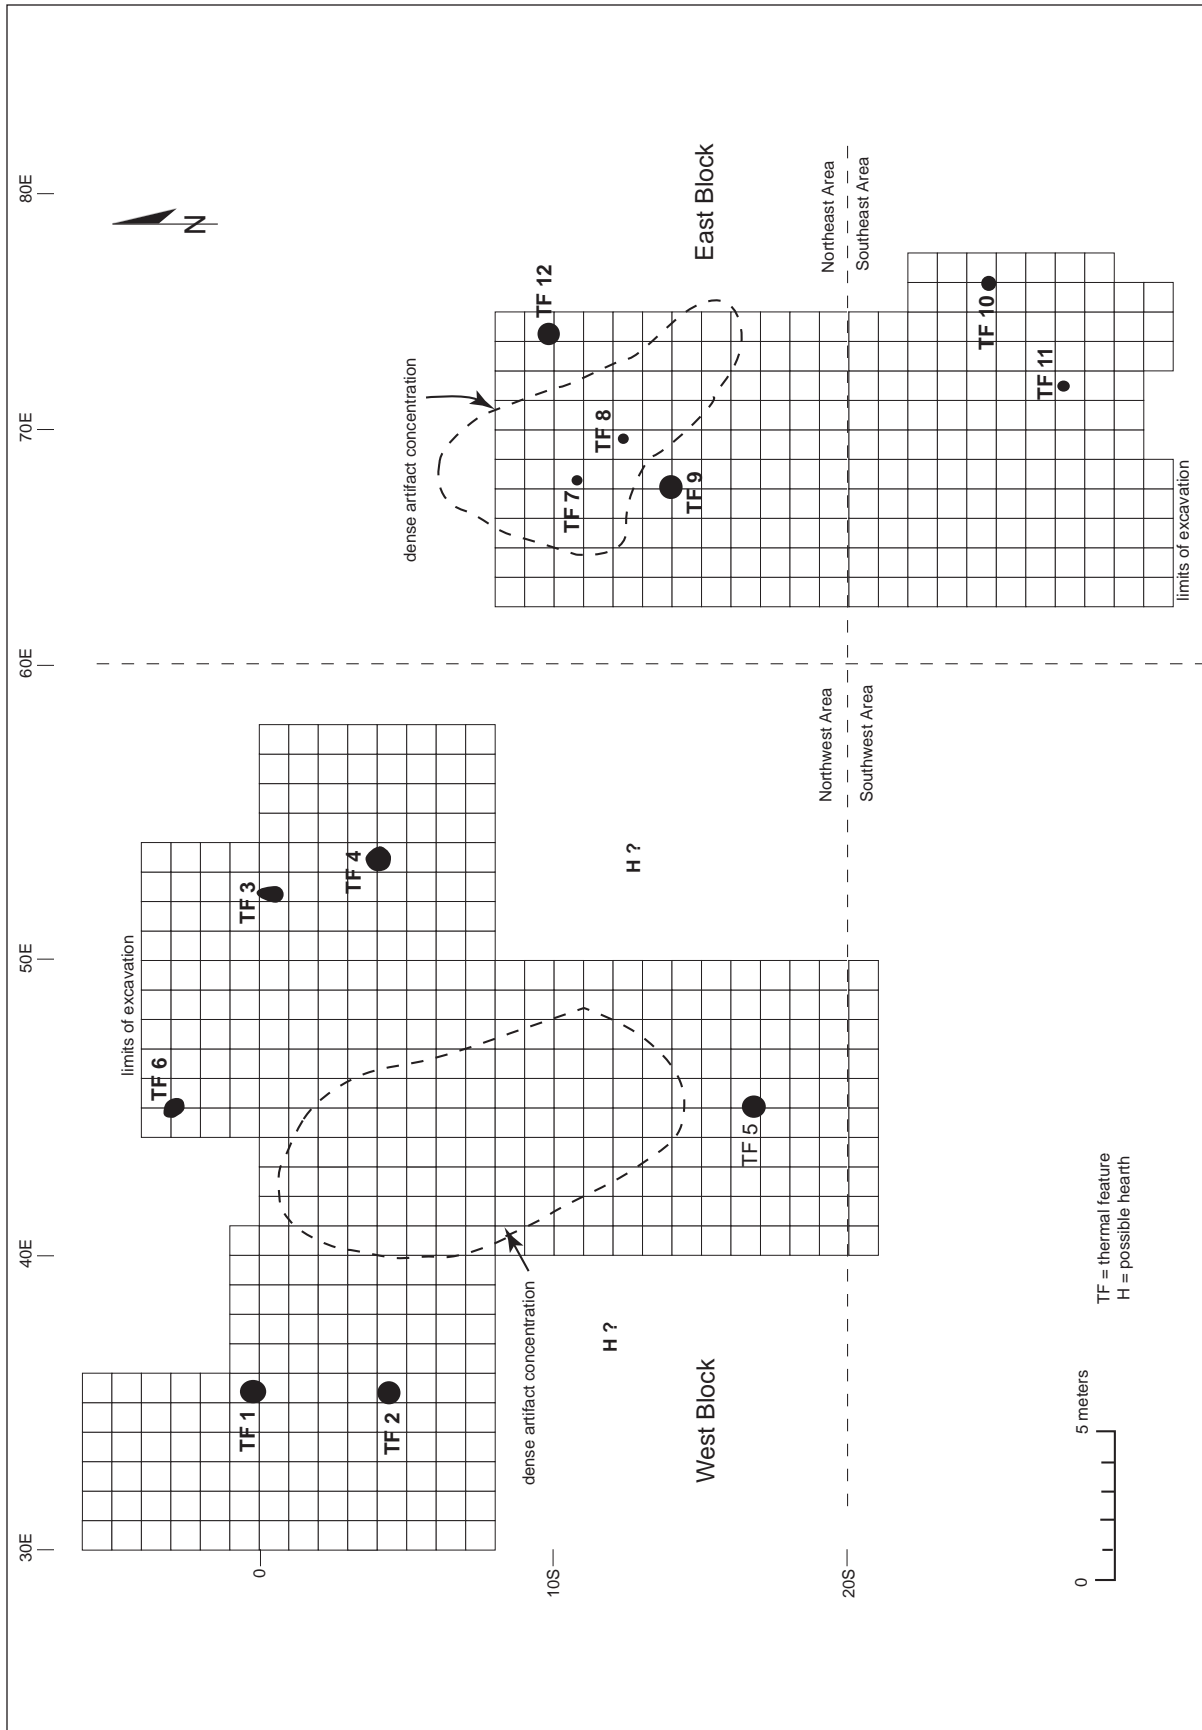 30E
40E
50E
60E
70E
80E
0
10S
20S
N
limits of excavation
TF 6
TF 3
TF 4
TF 1
TF 2
TF 5
dense artifact concentration
H ?
H ?
West Block
Northwest Area
Southwest Area
dense artifact concentration
TF 12
TF 8
TF 7
TF 9
East Block
Northeast Area
Southeast Area
TF 10
TF 11
limits of excavation
0
5 meters
TF = thermal feature
H = possible hearth